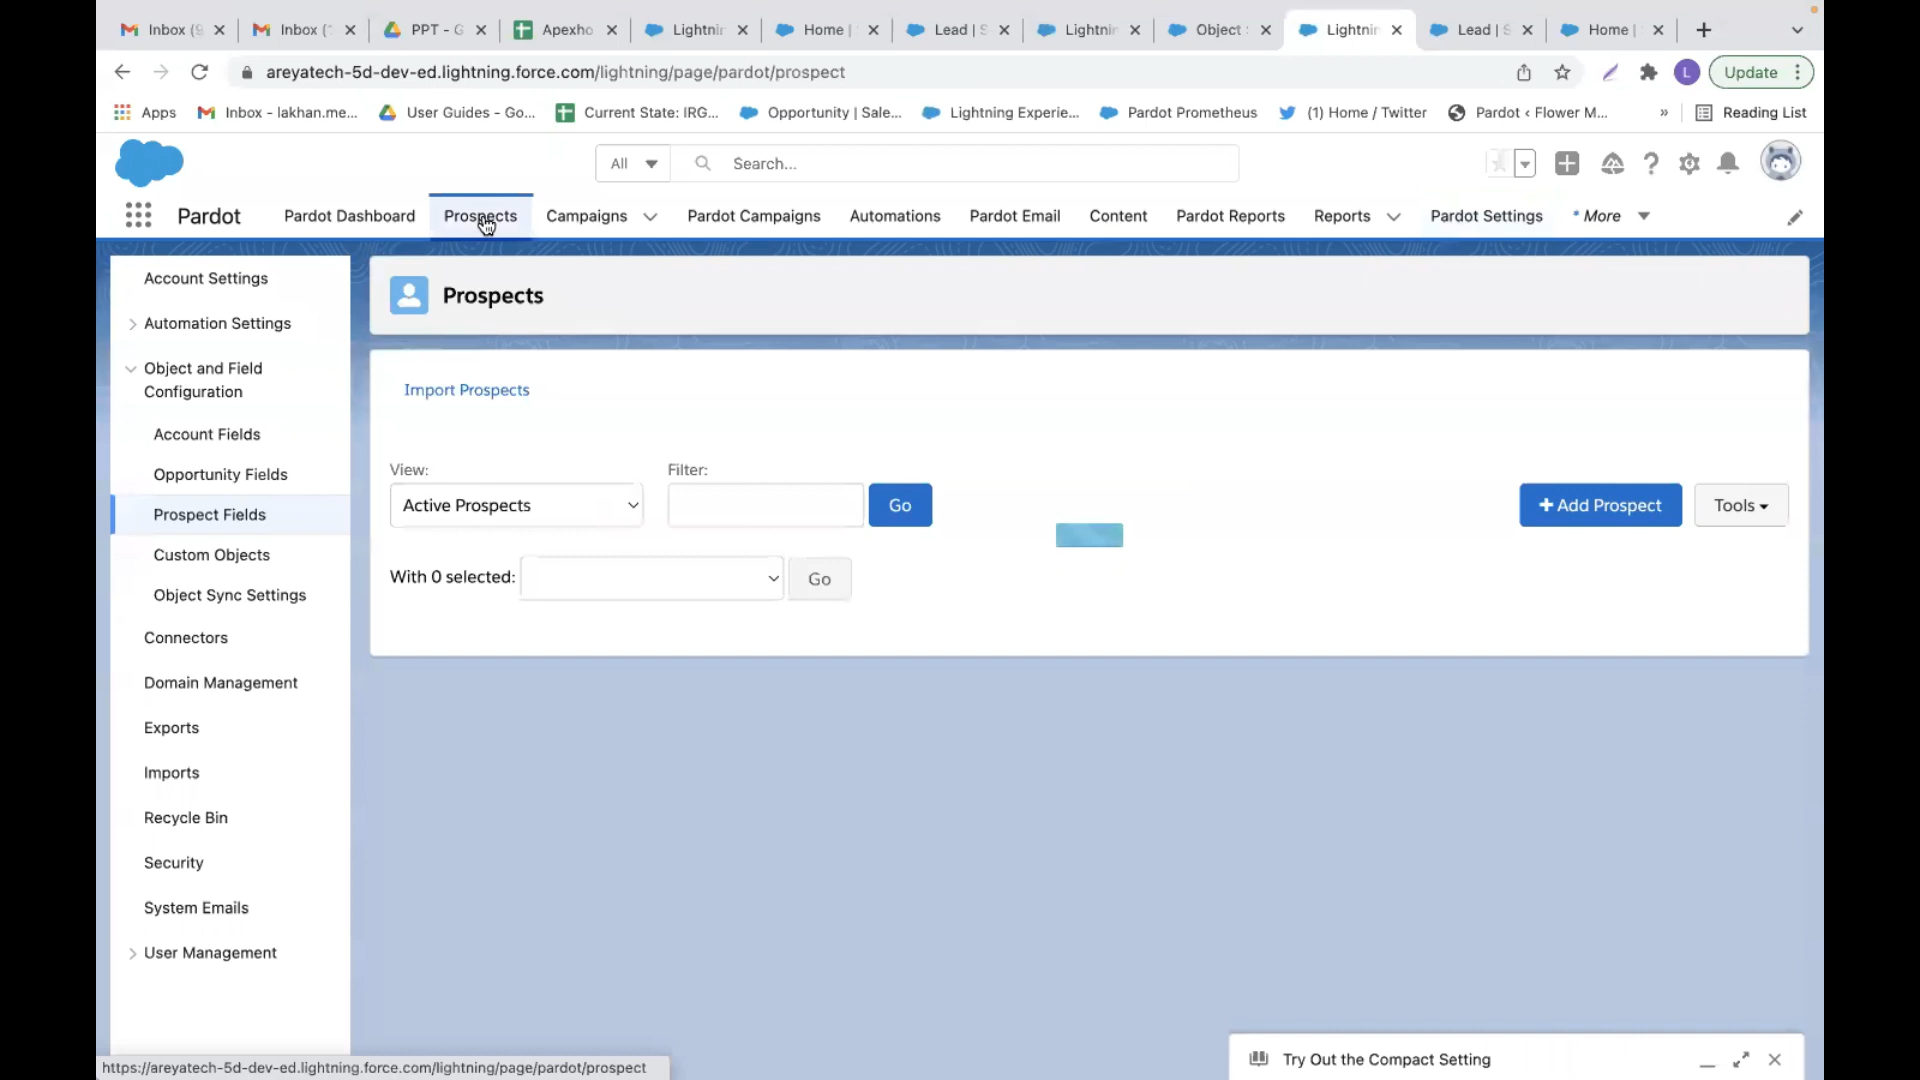 Inbox (9
Inbox (
PPT - G
Apexho
Lightnin
Home |
Lead | S
Lightnin
Object
Lightnin
Lead | S
Home |
areyatech-5d-dev-ed.lightning.force.com/lightning/page/pardot/prospect
L
Update
Apps
Inbox - lakhan.me...
User Guides - Go...
Current State: IRG...
Opportunity | Sale...
Lightning Experie...
Pardot Prometheus
(1) Home / Twitter
Pardot ‹ Flower M...
»
Reading List
All
Search...
Pardot
Pardot Dashboard
Prospects
Campaigns
Pardot Campaigns
Automations
Pardot Email
Content
Pardot Reports
Reports
Pardot Settings
* More
Account Settings
Automation Settings
Object and Field
Configuration
Account Fields
Opportunity Fields
Prospect Fields
Custom Objects
Object Sync Settings
Connectors
Domain Management
Exports
Imports
Recycle Bin
Security
System Emails
User Management
Prospects
Import Prospects
View:
Filter:
Active Prospects
Go
+ Add Prospect
Tools
With 0 selected:
Go
https://areyatech-5d-dev-ed.lightning.force.com/lightning/page/pardot/prospect
Try Out the Compact Setting